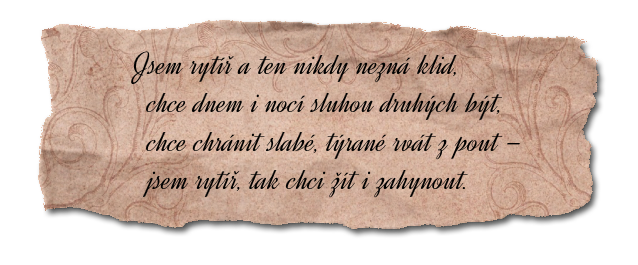 Jsem rytíř a ten nikdy nezná klid,
chce dnem i nocí sluhou druhých být,
chce chránit slabé, týrané rvát z pout –
jsem rytíř, tak chci žít i zahynout.